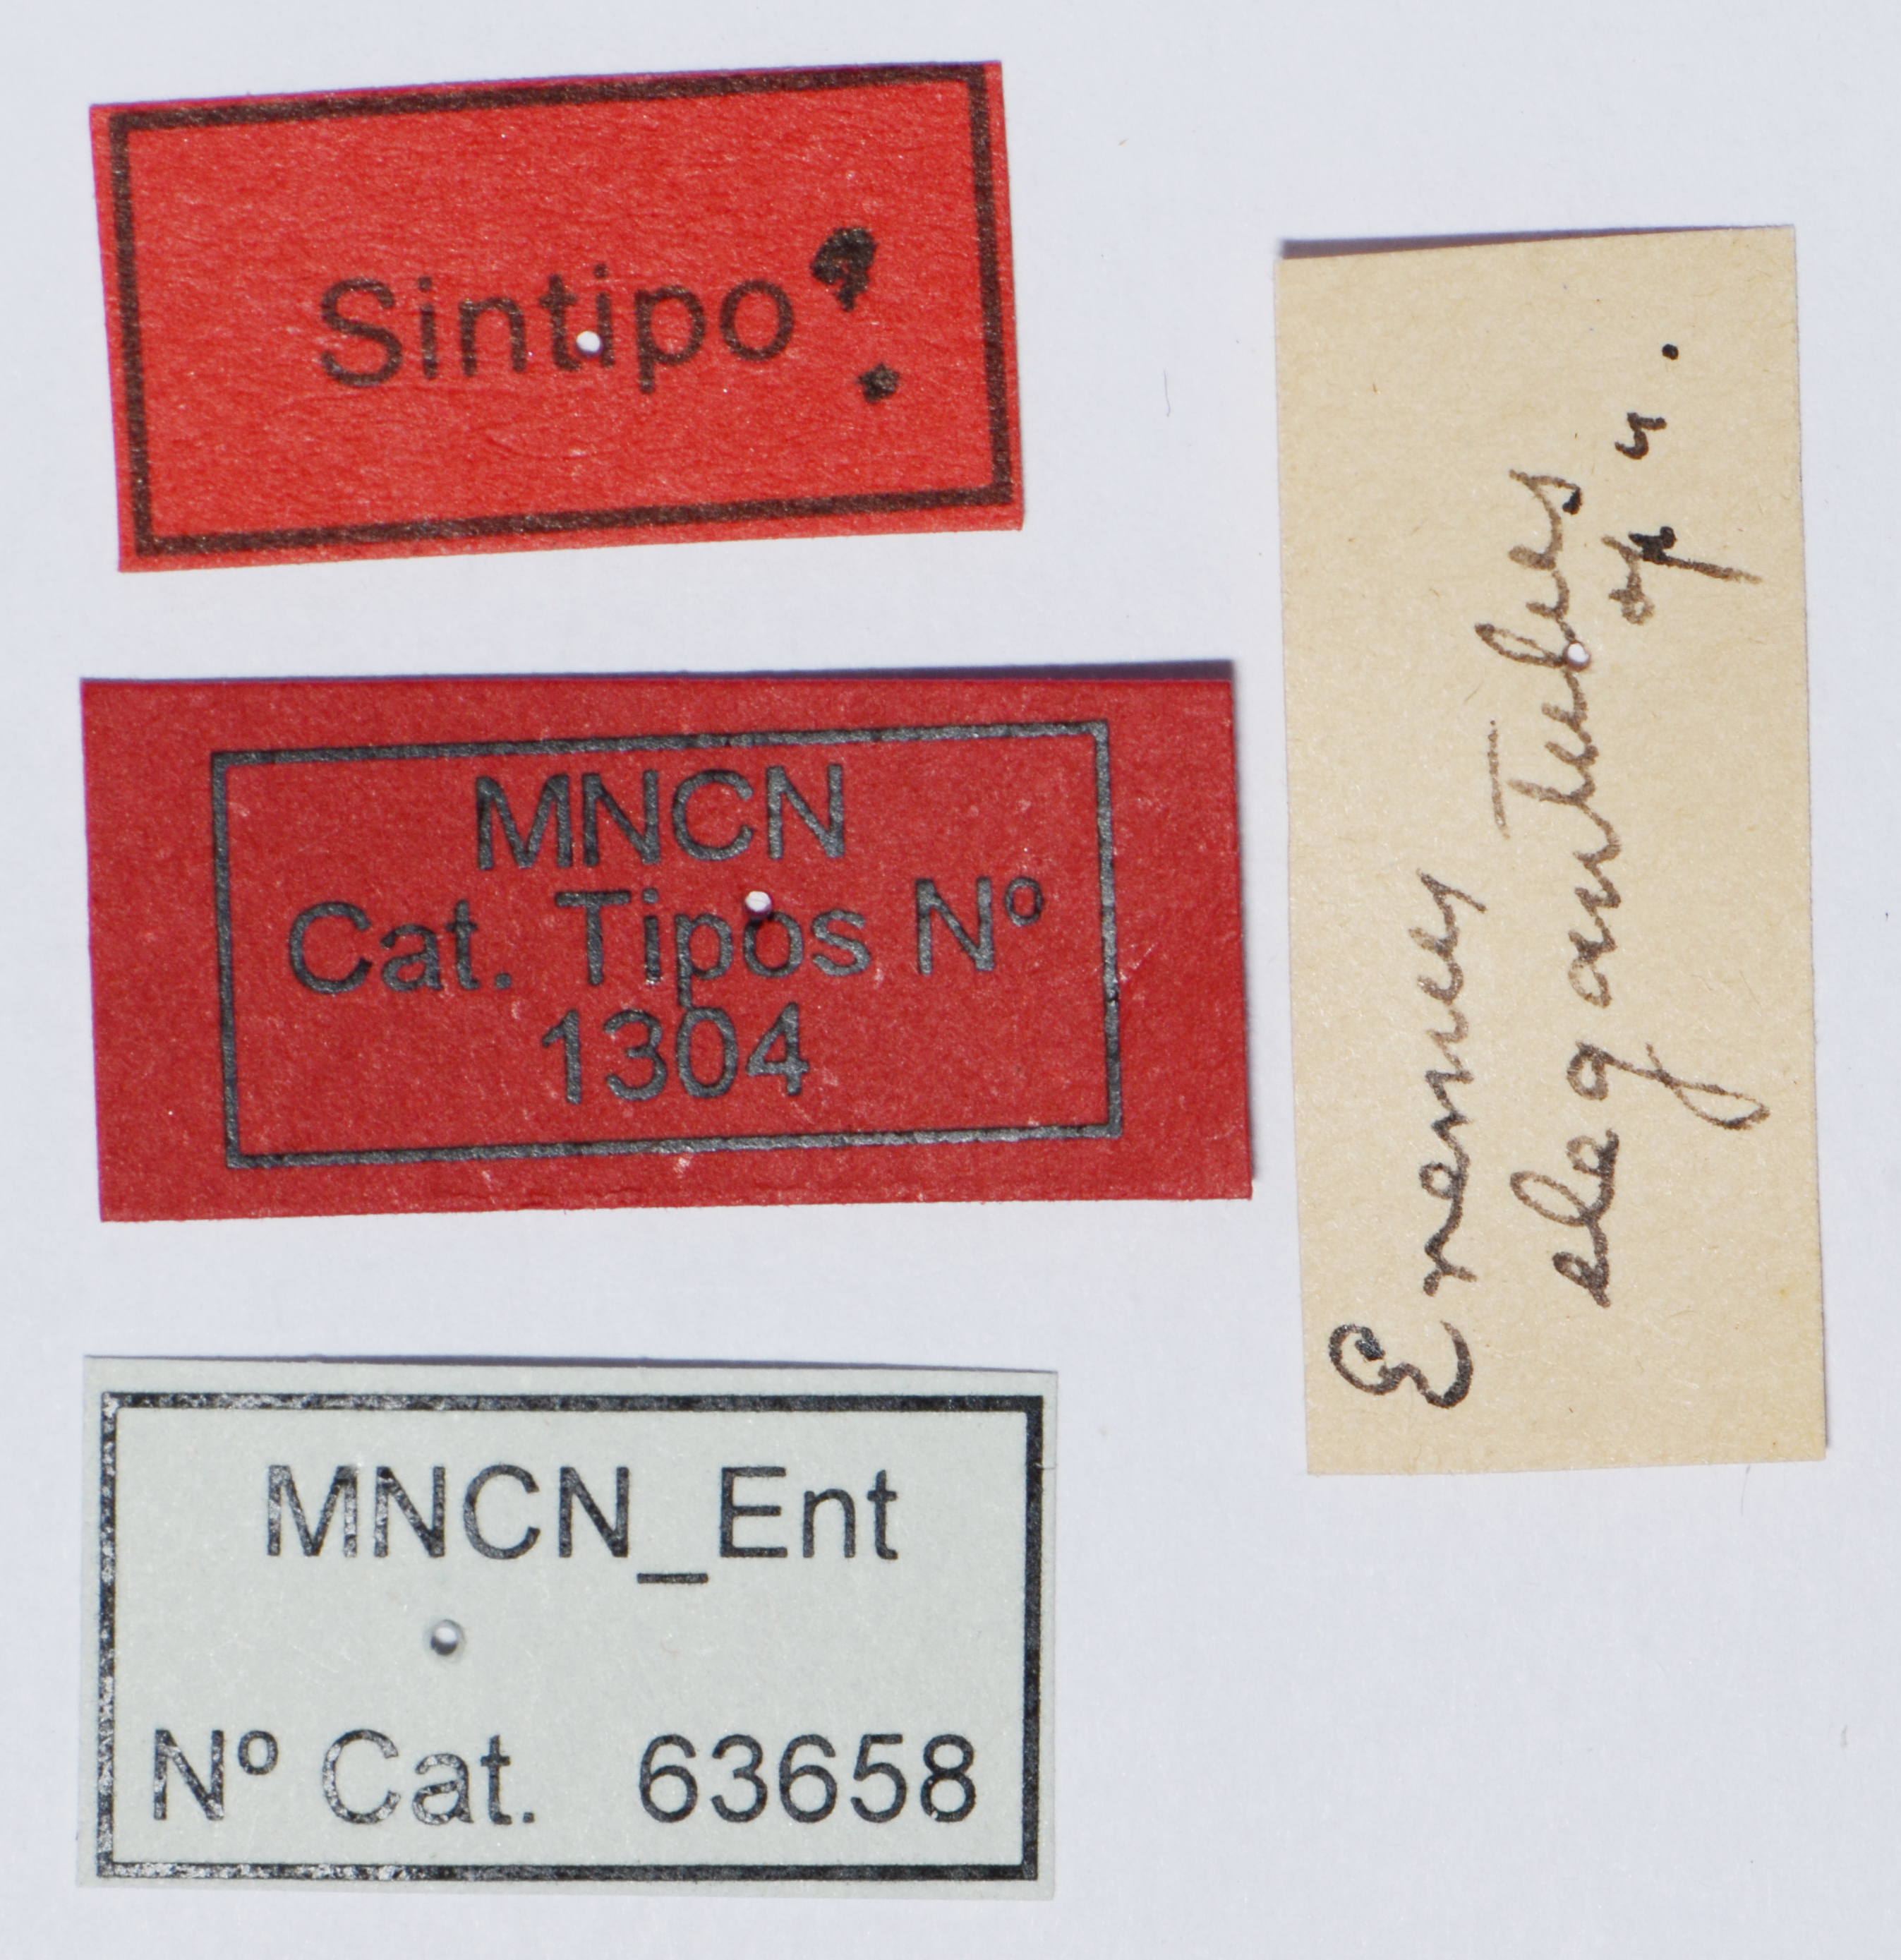 Sintipo?
MNCN
Cat. Tipos Nº
1304
MNCN_Ent
Nº Cat. 63658
Eremus
elegantulus
sp n.